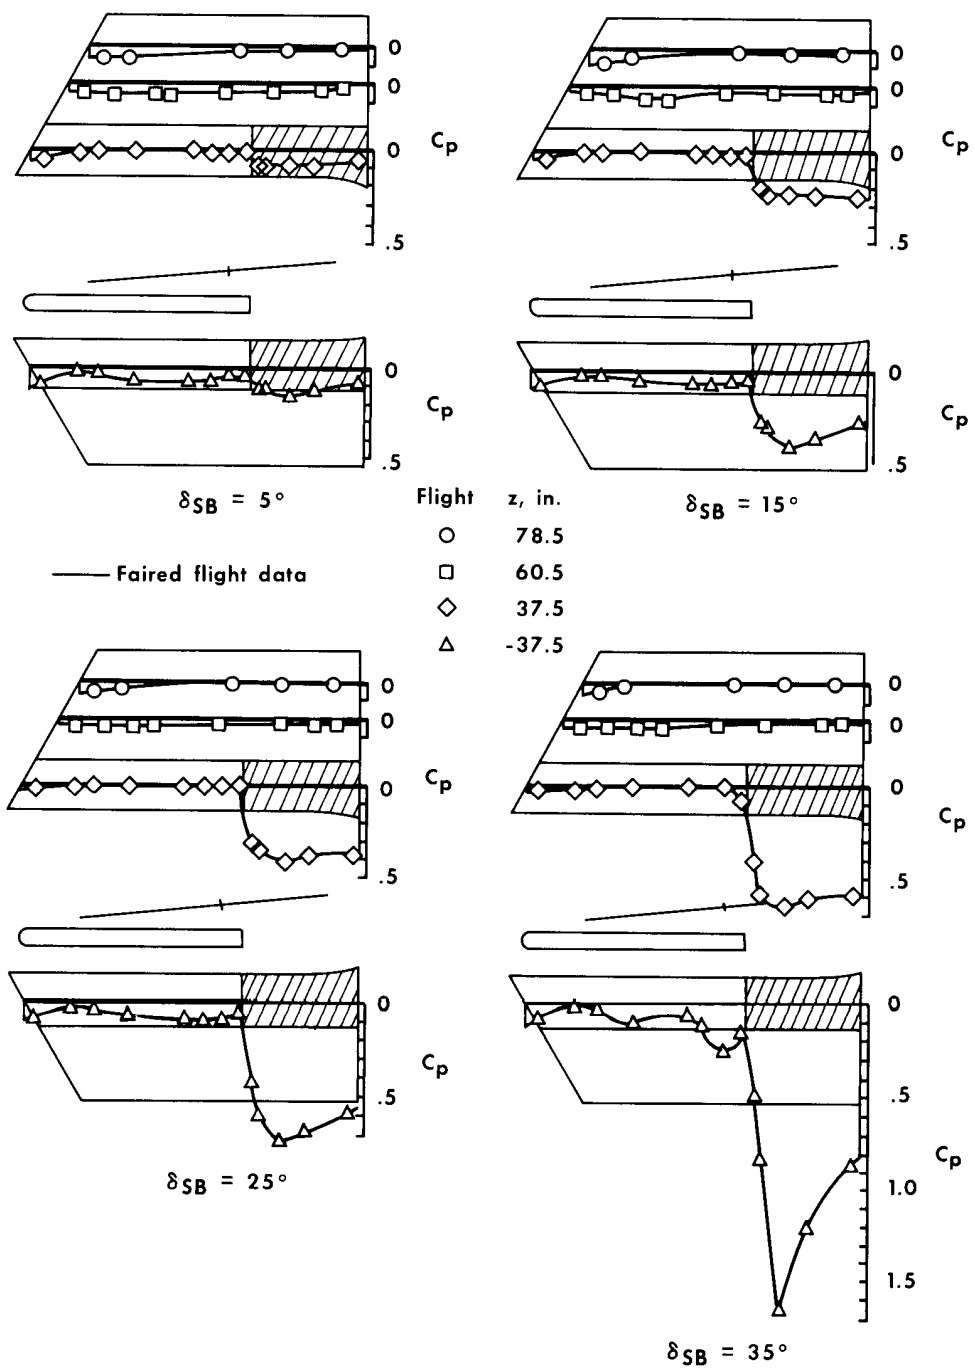 0
0
0
Cp
.5
0
0
0
Cp
.5
0
Cp
.5
δSB = 5°
0
Cp
.5
δSB = 15°
Flight z, in.
78.5
60.5
37.5
-37.5
Faired flight data
0
0
0
Cp
.5
0
0
0
Cp
.5
0
.5
Cp
δSB = 25°
0
.5
Cp
1.0
1.5
δSB = 35°